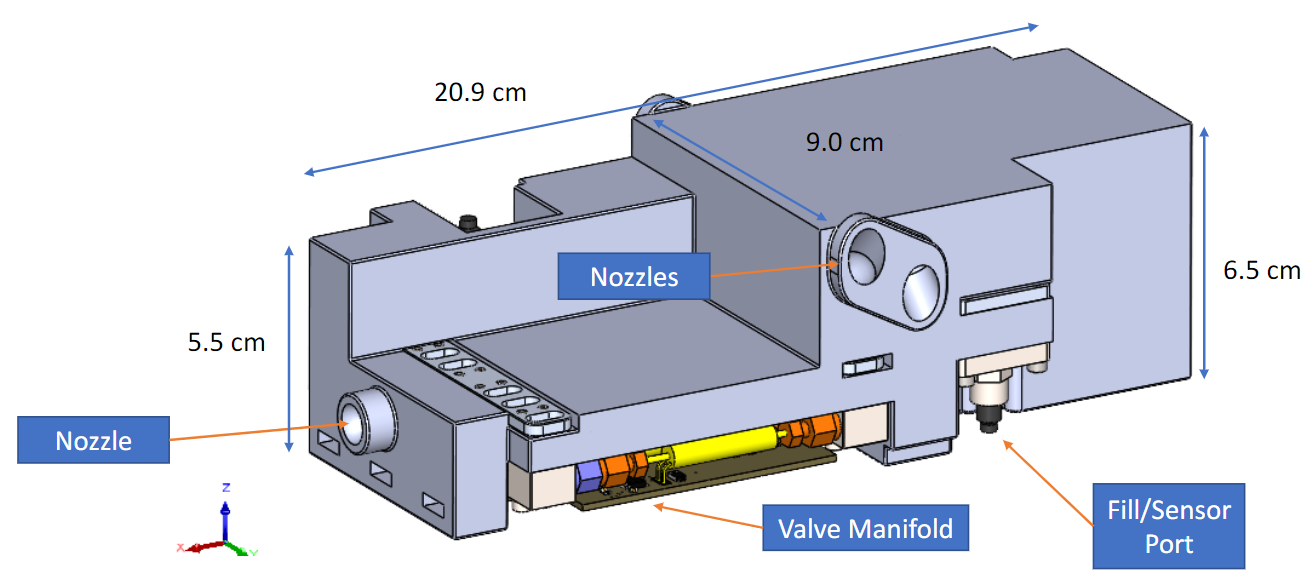 20.9 cm
9.0 cm
Nozzles
6.5 cm
5.5 cm
Nozzle
Z
X
Y
Valve Manifold
Fill/Sensor
Port